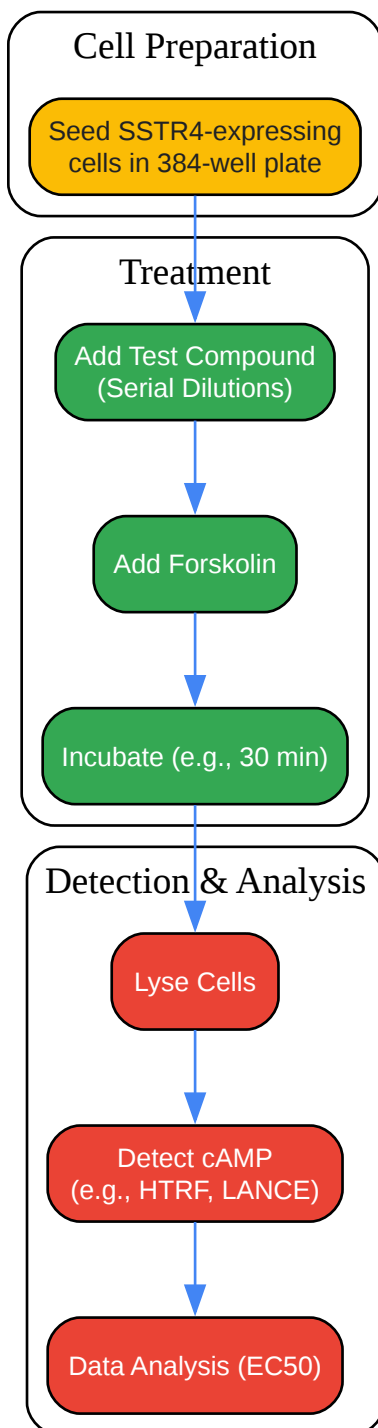 Cell Preparation
Seed SSTR4-expressing
cells in 384-well plate
Treatment
Add Test Compound
(Serial Dilutions)
Add Forskolin
Incubate (e.g., 30 min)
Detection & Analysis
Lyse Cells
Detect cAMP
(e.g., HTRF, LANCE)
Data Analysis (EC50)